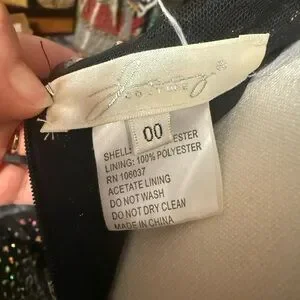 Jovani®
00
SHELL: ESTER
LINING: 100% POLYESTER
RN 106037
ACETATE LINING
DO NOT WASH
DO NOT DRY CLEAN
MADE IN CHINA